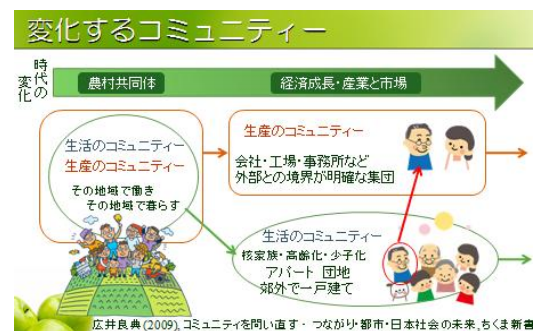 変化するコミュニティー
時代の
変化
農村共同体
経済成長・産業と市場
生活のコミュニティー
生産のコミュニティー
その地域で働き
その地域で暮らす
生産のコミュニティー
会社・工場・事務所など
外部との境界が明確な集団
生活のコミュニティー
核家族・高齢化・少子化
アパート 団地
郊外で一戸建て
広井良典(2009), コミュニティを問い直す・つながり・都市・日本社会の未来, ちくま新書